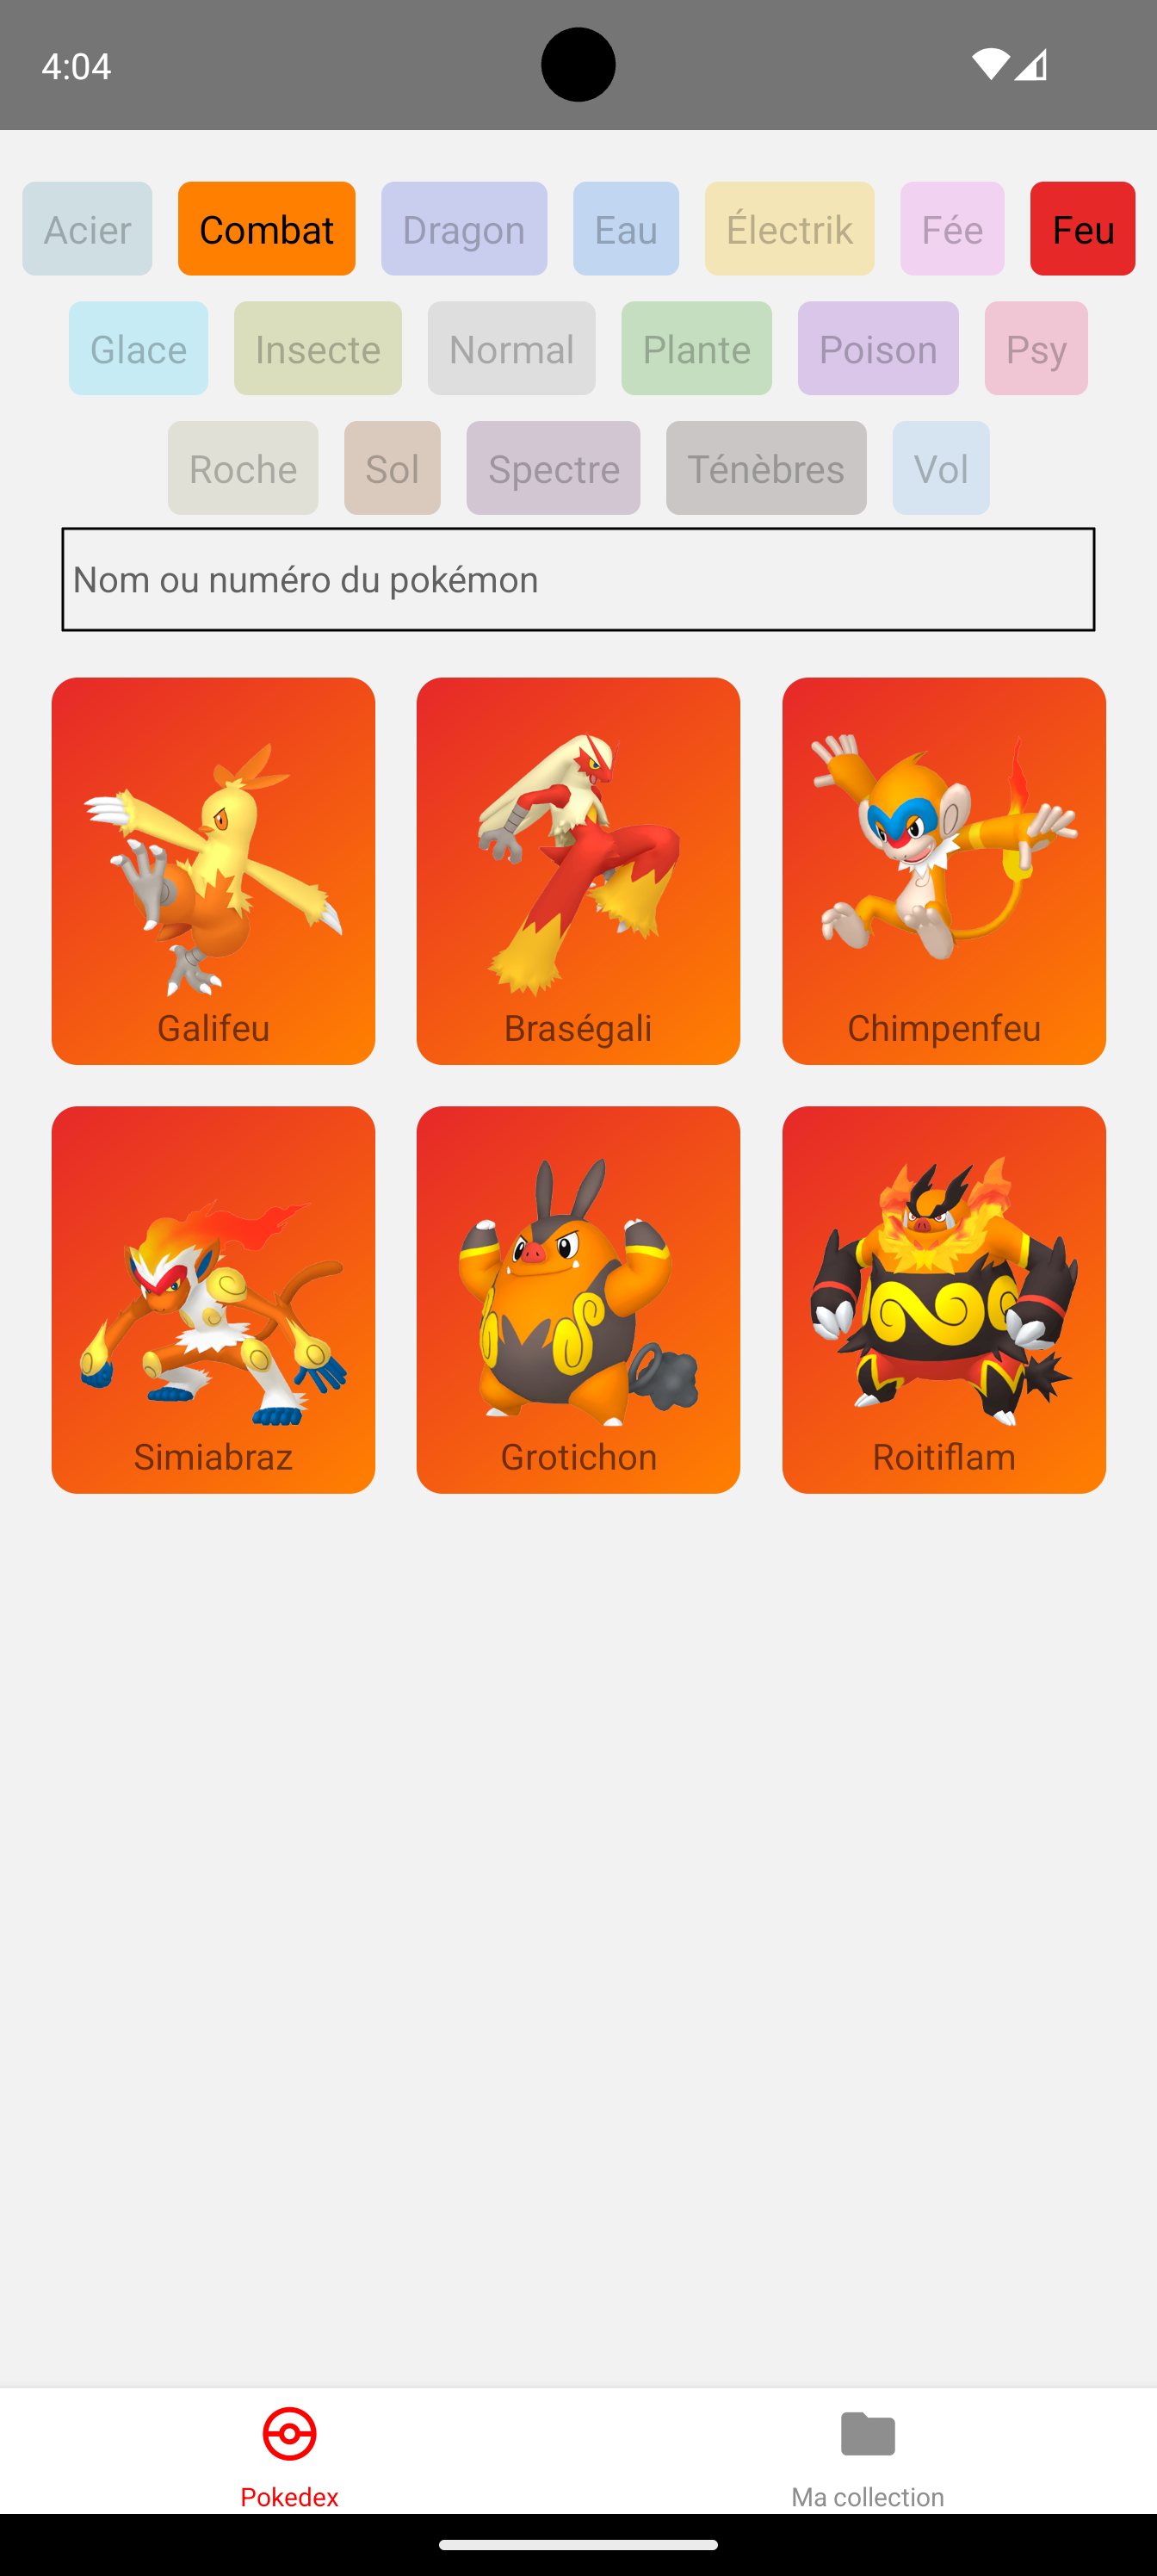 4:04
Acier Combat Dragon Eau Électrik Fée Feu
Glace Insecte Normal Plante Poison Psy
Roche Sol Spectre Ténèbres Vol
Nom ou numéro du pokémon
Galifeu Braségali Chimpenfeu
Simiabraz Grotichon Roitiflam
Pokedex Ma collection